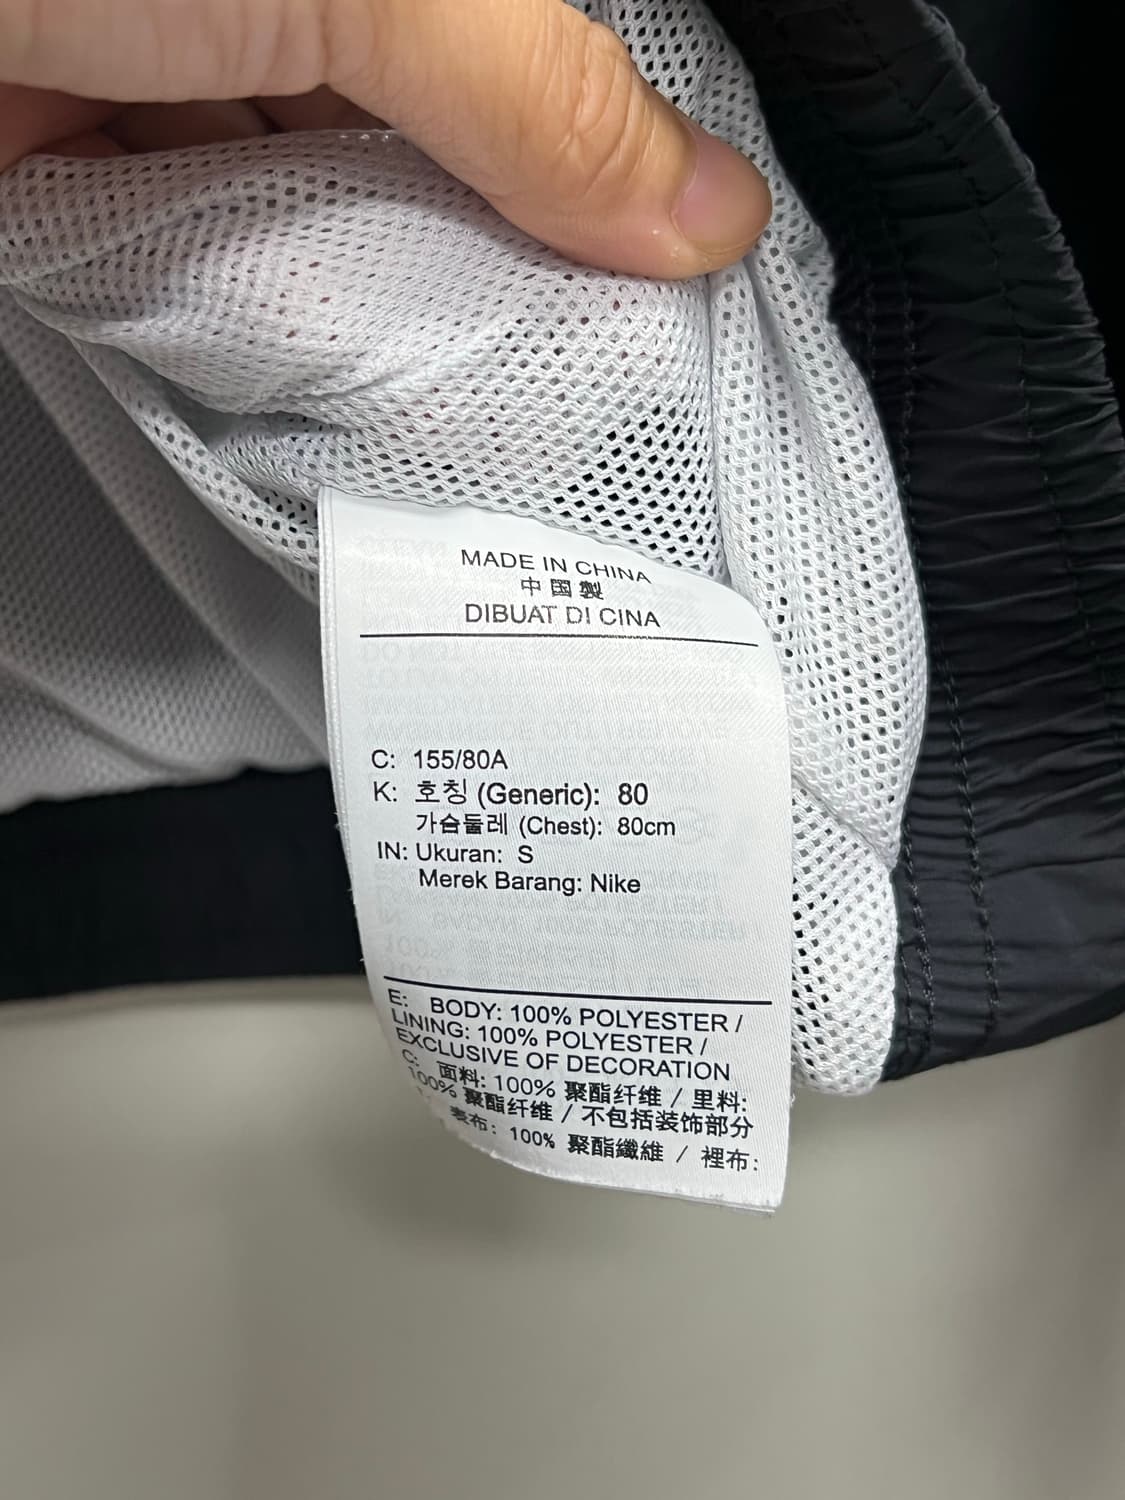 MADE IN CHINA
中国製
DIBUAT DI CINA
C: 155/80A
K: 호칭 (Generic): 80
가슴둘레 (Chest): 80cm
IN: Ukuran: S
Merek Barang: Nike
E: BODY: 100% POLYESTER /
LINING: 100% POLYESTER /
EXCLUSIVE OF DECORATION
C: 面料: 100% 聚酯纤维 / 里料:
100% 聚酯纤维 / 不包括装饰部分
表布: 100% 聚酯纖維 / 裡布: